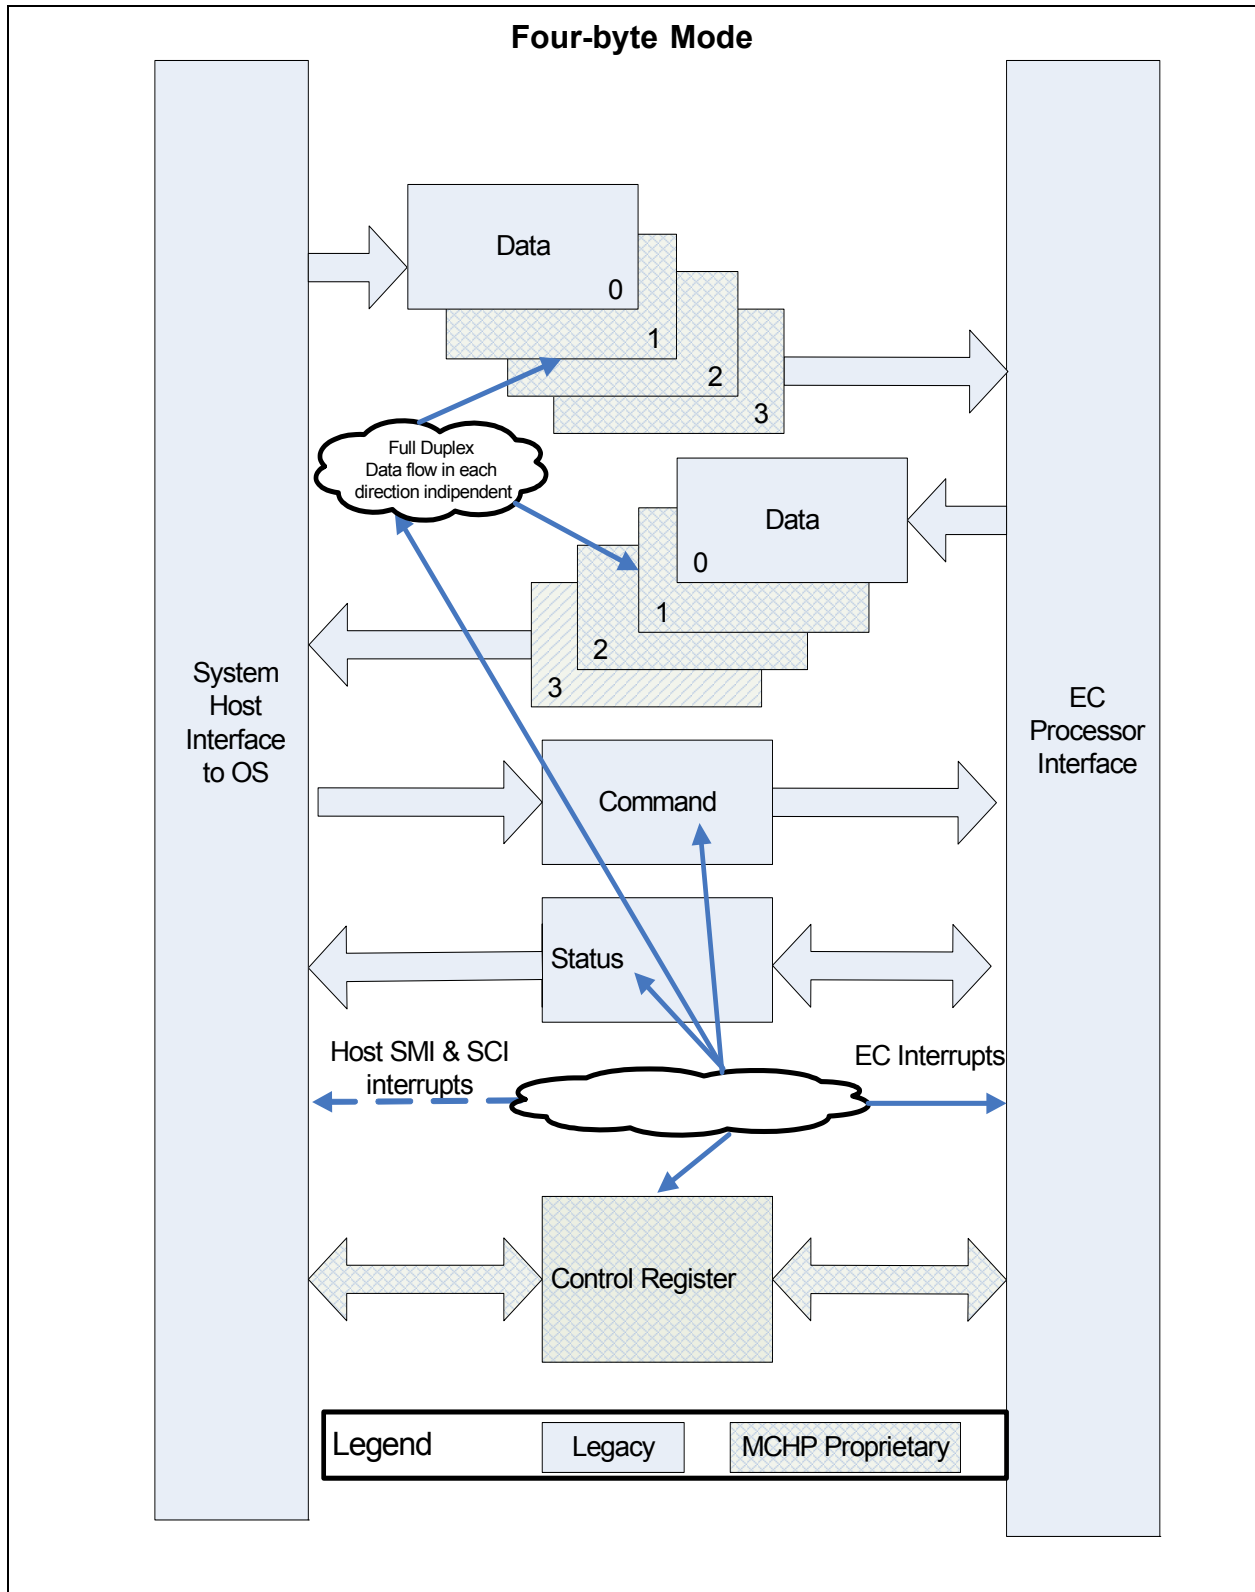 Four-byte Mode
Data
0
1
2
3
Full Duplex
Data flow in each
direction indipendent
Data
0
1
2
3
System
Host
Interface
to OS
EC
Processor
Interface
Command
Status
Host SMI & SCI
interrupts
EC Interrupts
Control Register
Legend
Legacy
MCHP Proprietary